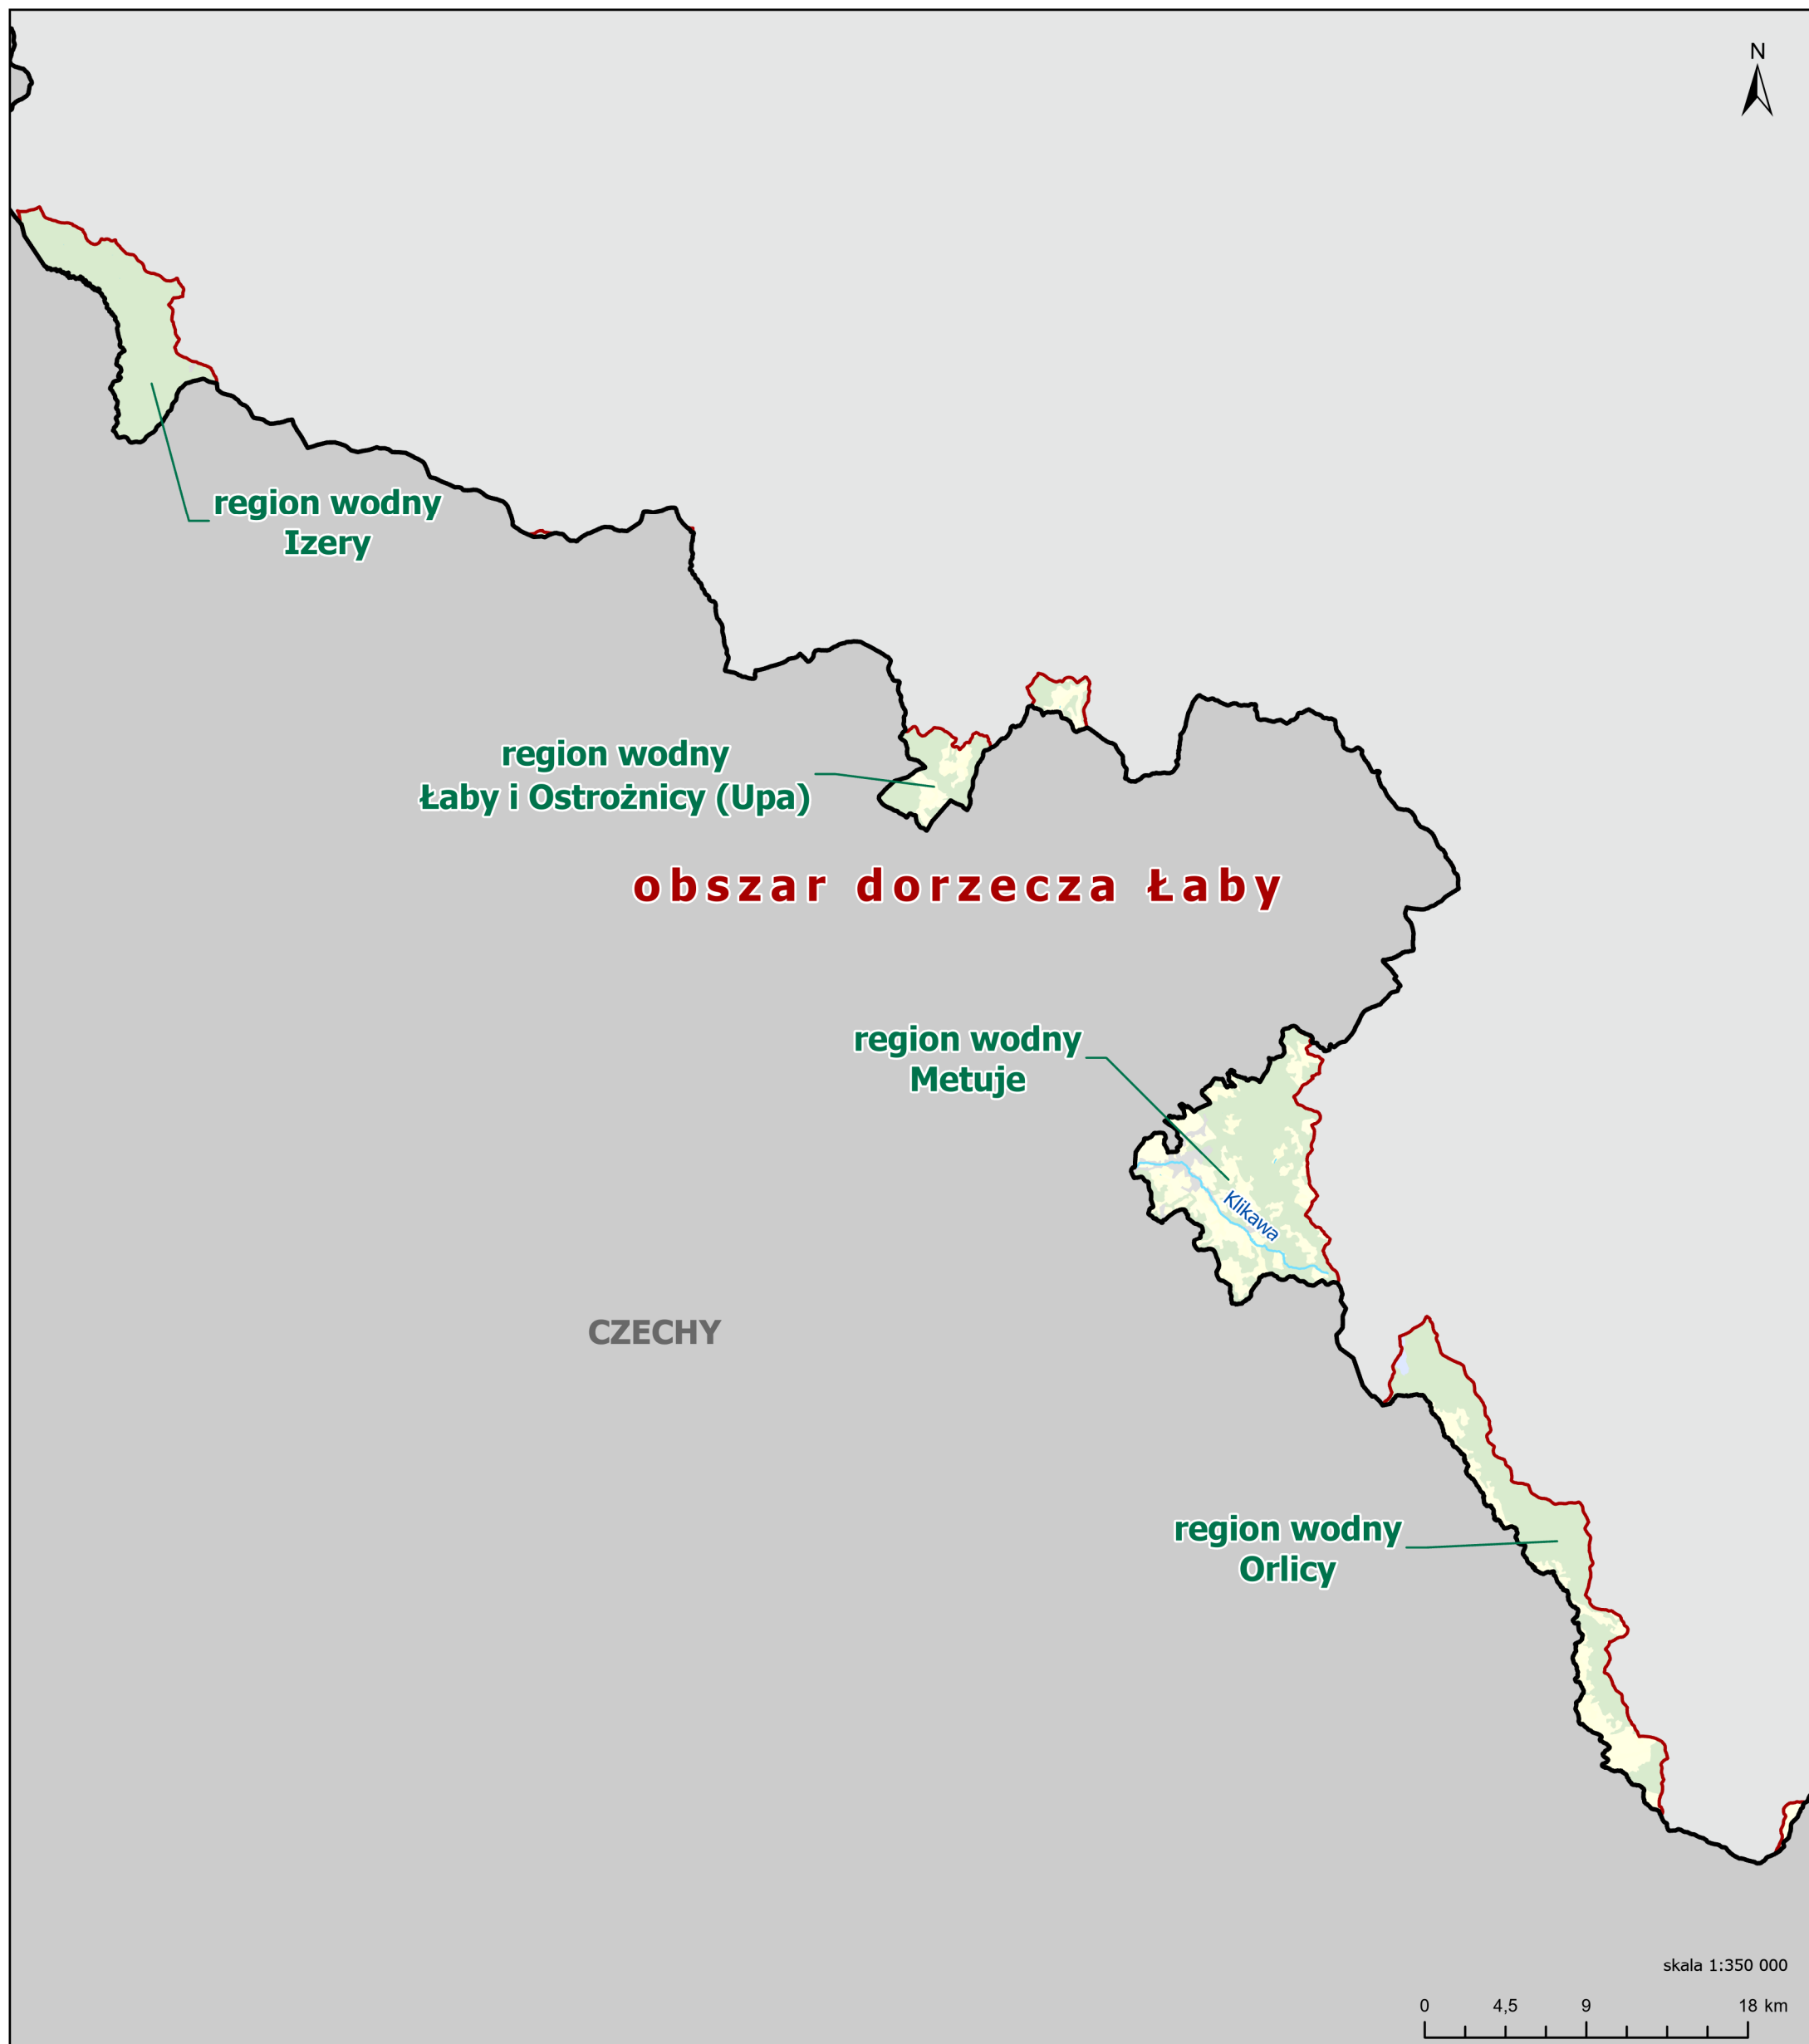 N
region wodny
Izery
region wodny
Łaby i Ostrożnicy (Upa)
obszar dorzecza Łaby
region wodny
Metuje
Klikawa
CZECHY
region wodny
Orlicy
skala 1:350 000
0 4,5 9 18 km